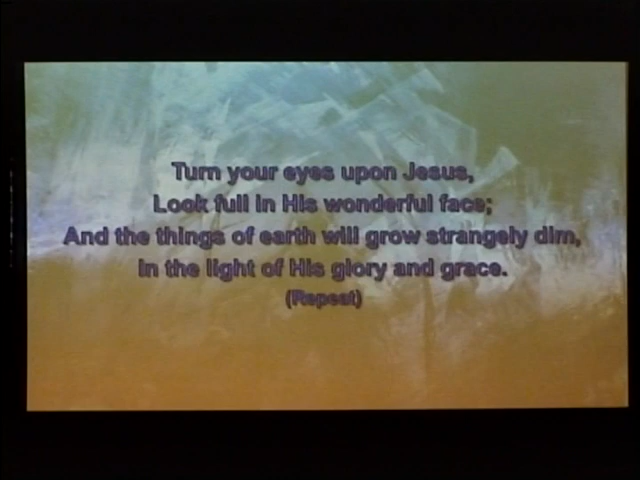 Turn your eyes upon Jesus,
Look full in His wonderful face;
And the things of earth will grow strangely dim,
In the light of His glory and grace.
(Repeat)